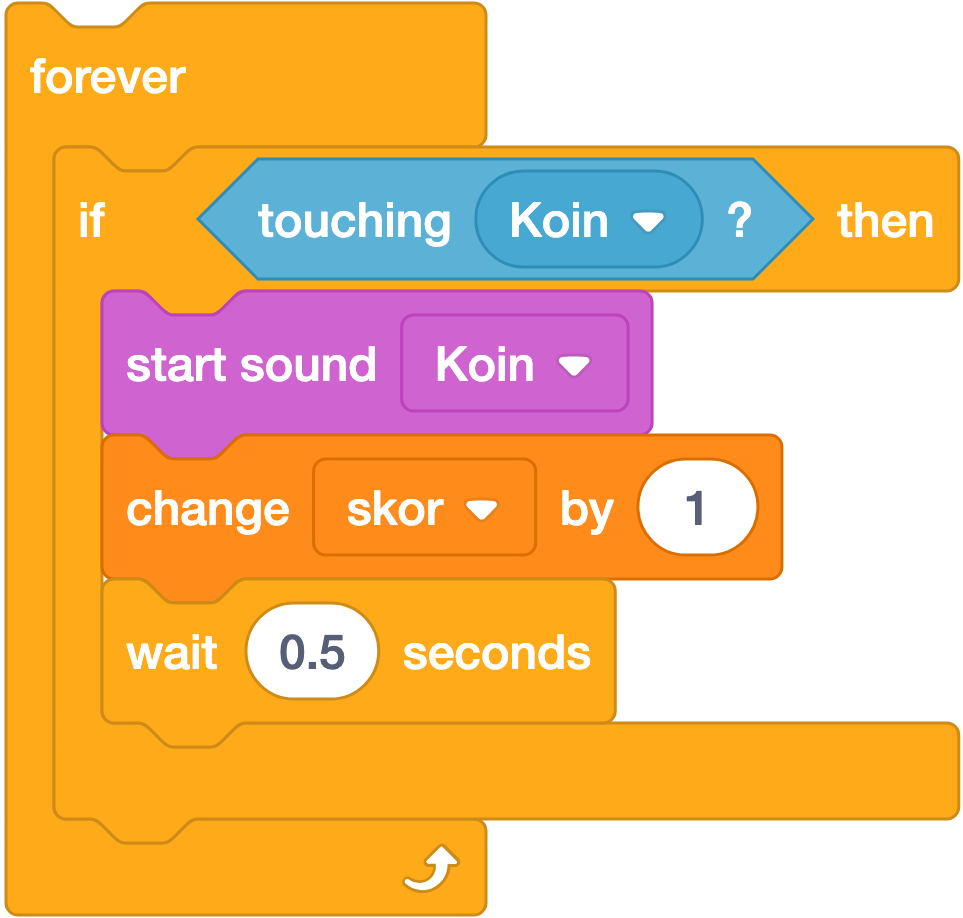 forever
if touching Koin ? then
start sound Koin
change skor by 1
wait 0.5 seconds